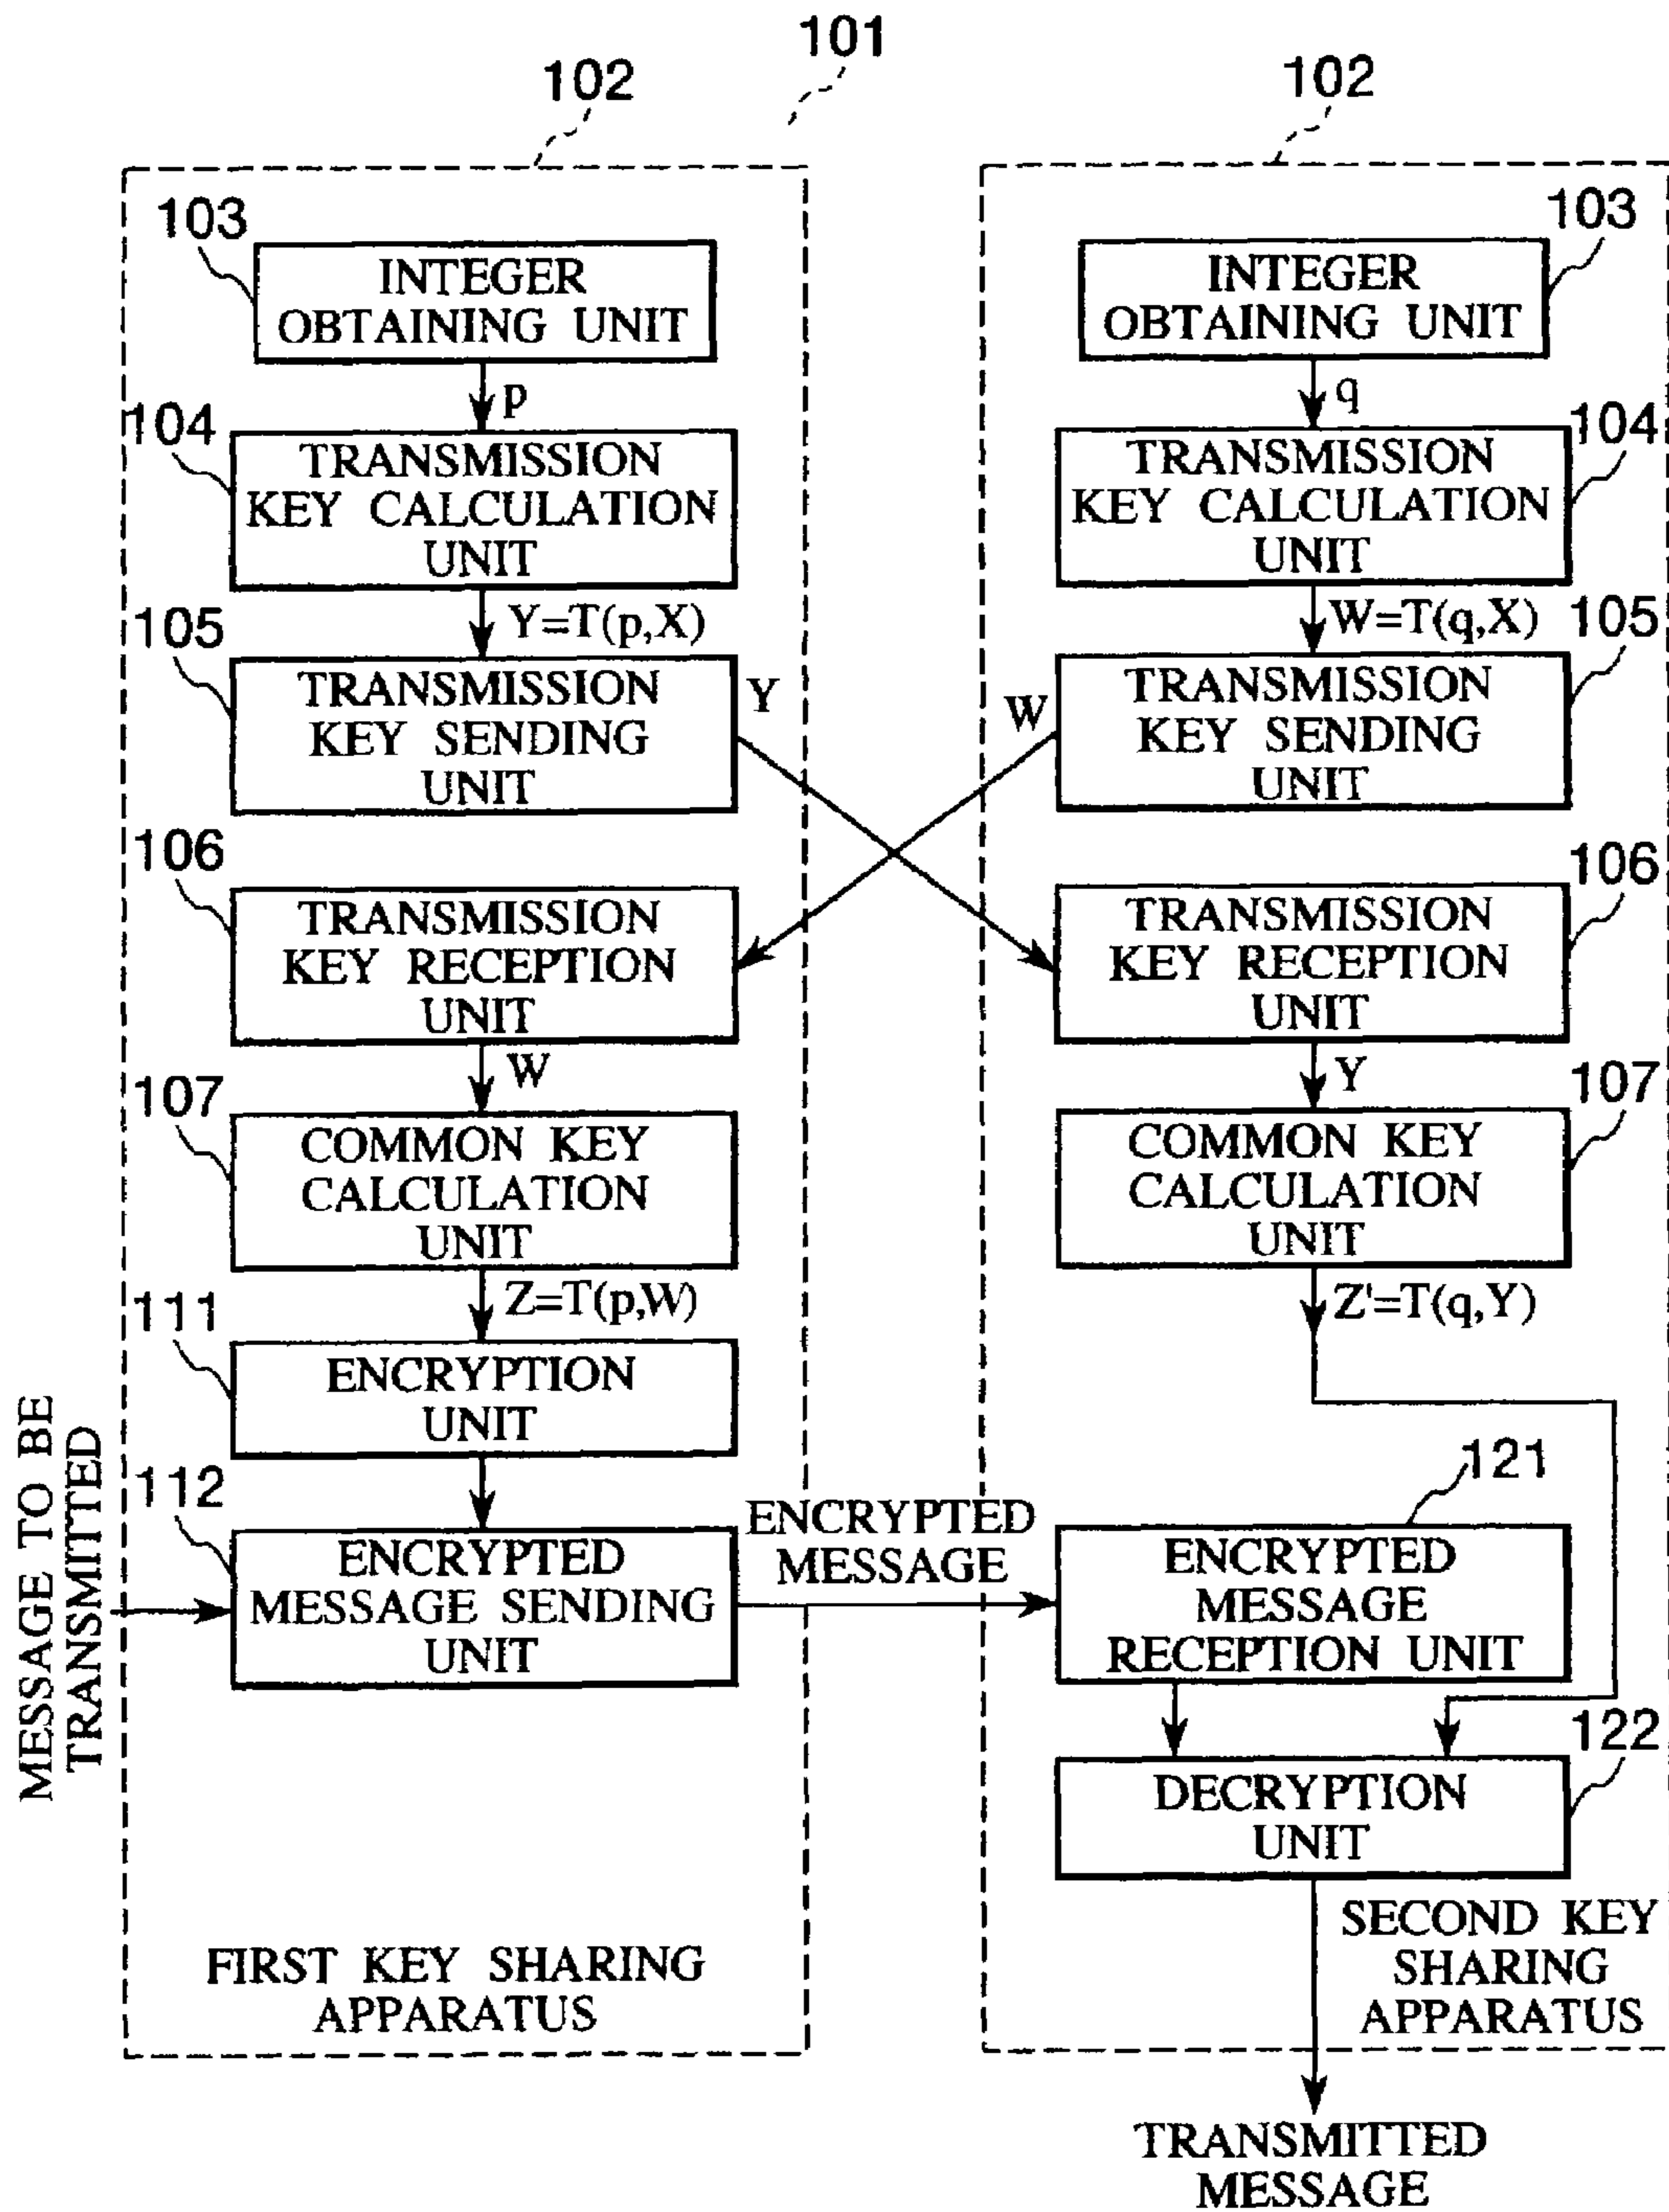 101
102
102
103
INTEGER
OBTAINING UNIT
p
104
TRANSMISSION
KEY CALCULATION
UNIT
Y=T(p,X)
105
TRANSMISSION
KEY SENDING
UNIT
Y
106
TRANSMISSION
KEY RECEPTION
UNIT
W
107
COMMON KEY
CALCULATION
UNIT
Z=T(p,W)
111
ENCRYPTION
UNIT
MESSAGE TO BE
TRANSMITTED
112
ENCRYPTED
MESSAGE SENDING
UNIT
ENCRYPTED
MESSAGE
FIRST KEY SHARING
APPARATUS
103
INTEGER
OBTAINING UNIT
q
104
TRANSMISSION
KEY CALCULATION
UNIT
W=T(q,X)
105
TRANSMISSION
KEY SENDING
UNIT
W
106
TRANSMISSION
KEY RECEPTION
UNIT
Y
107
COMMON KEY
CALCULATION
UNIT
Z'=T(q,Y)
121
ENCRYPTED
MESSAGE
RECEPTION UNIT
122
DECRYPTION
UNIT
SECOND KEY
SHARING
APPARATUS
TRANSMITTED
MESSAGE